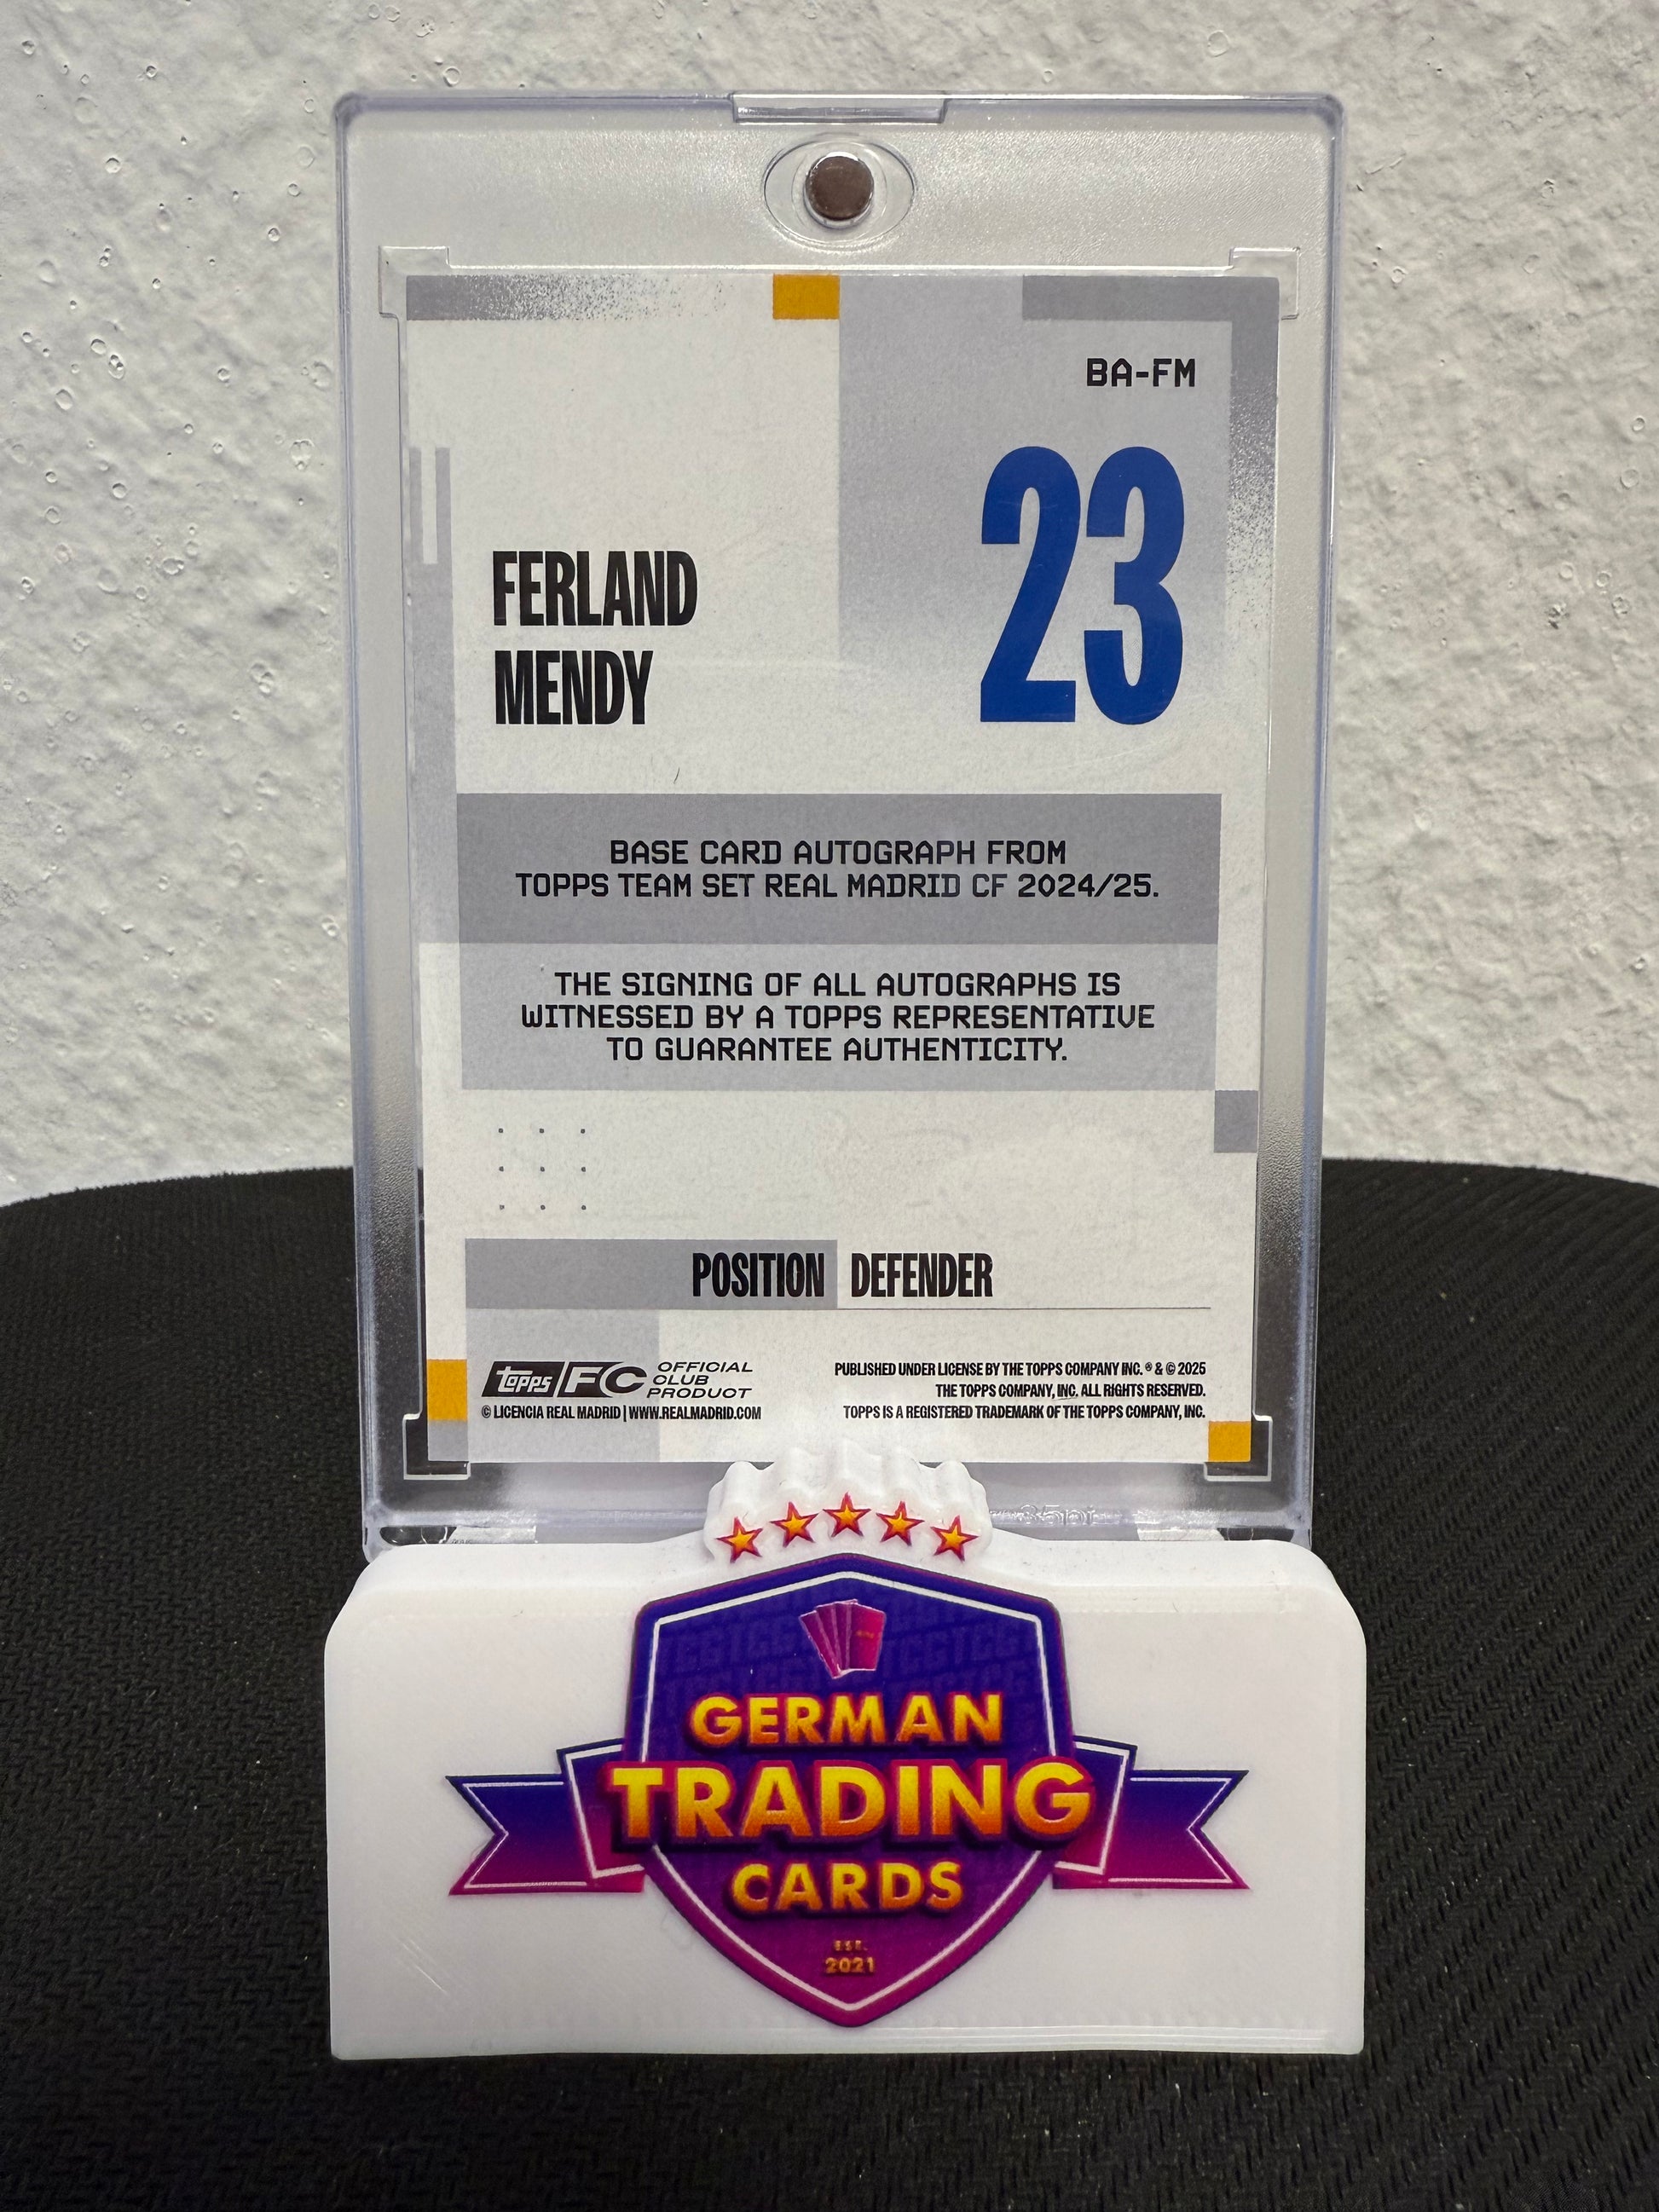 BA-FM
23
FERLAND
MENDY
BASE CARD AUTOGRAPH FROM
TOPPS TEAM SET REAL MADRID CF 2024/25.
THE SIGNING OF ALL AUTOGRAPHS IS
WITNESSED BY A TOPPS REPRESENTATIVE
TO GUARANTEE AUTHENTICITY.
POSITION DEFENDER
topps FC OFFICIAL
CLUB
PRODUCT
© LICENCIA REAL MADRID | WWW.REALMADRID.COM
PUBLISHED UNDER LICENSE BY THE TOPPS COMPANY INC. ® & © 2025
THE TOPPS COMPANY, INC. ALL RIGHTS RESERVED.
TOPPS IS A REGISTERED TRADEMARK OF THE TOPPS COMPANY, INC.
35pt
GERMAN
TRADING
CARDS
EST.
2021